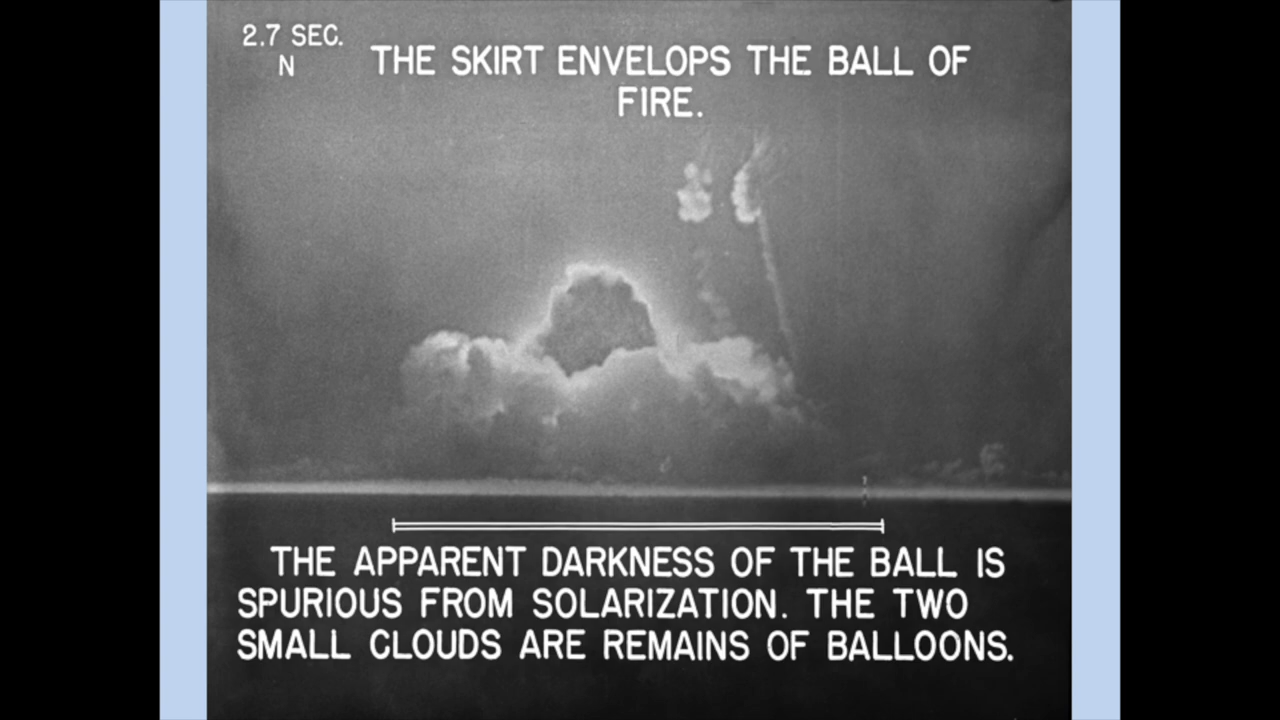 2.7 SEC.
N
THE SKIRT ENVELOPS THE BALL OF
FIRE.
THE APPARENT DARKNESS OF THE BALL IS
SPURIOUS FROM SOLARIZATION. THE TWO
SMALL CLOUDS ARE REMAINS OF BALLOONS.